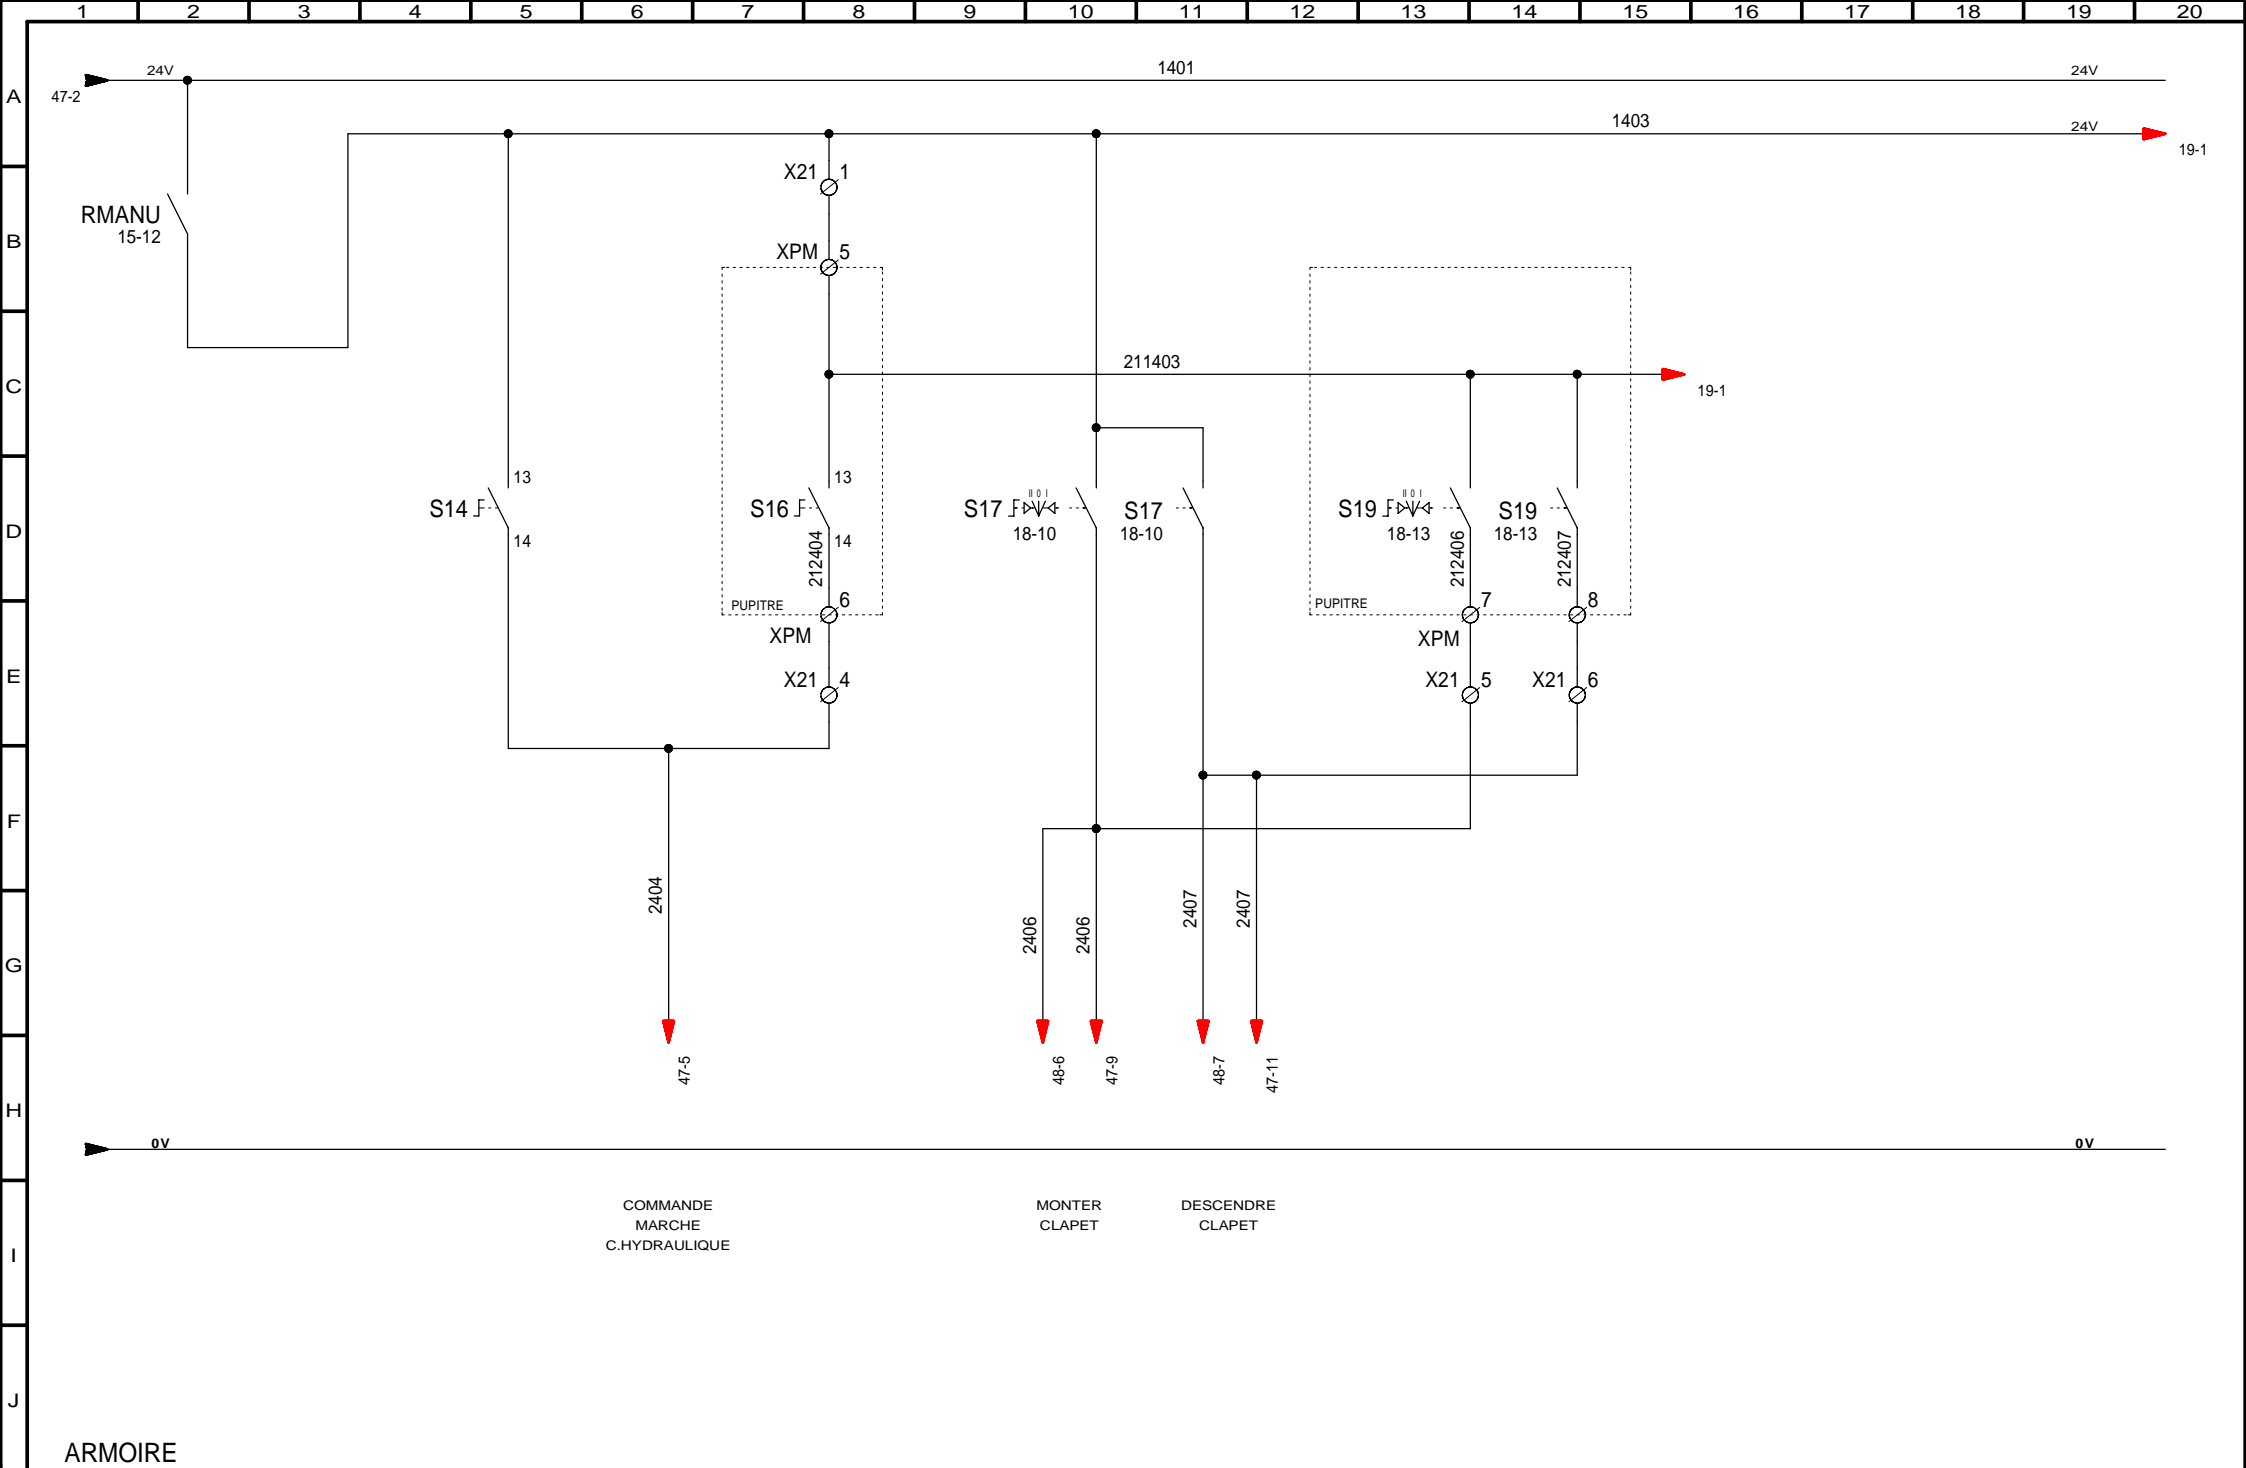 1 2 3 4 5 6 7 8 9 10 11 12 13 14 15 16 17 18 19 20
24V 1401 24V
A
47-2
1403 24V
19-1
X21 1
RMANU
15-12
B
XPM 5
C
211403
19-1
D
S14 13 14
S16 13 14
212404
S17 II 0 I
18-10
S17
18-10
S19 II 0 I
18-13
212406
S19
18-13
212407
PUPITRE
6
XPM
PUPITRE
7
8
XPM
E
X21 4
X21 5
X21 6
F
2404
2406
2406
2407
2407
G
47-5
48-6
47-9
48-7
47-11
H
0V 0V
COMMANDE
MARCHE
C.HYDRAULIQUE
MONTER
CLAPET
DESCENDRE
CLAPET
I
J
ARMOIRE